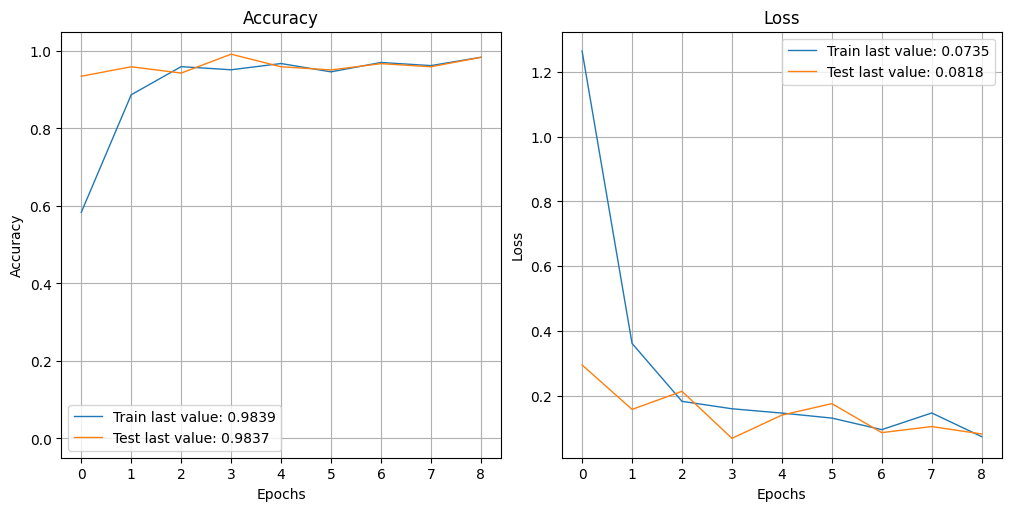 Accuracy
1.0
0.8
0.6
0.4
0.2
0.0
Accuracy
Train last value: 0.9839
Test last value: 0.9837
0 1 2 3 4 5 6 7 8
Epochs
Loss
1.2
1.0
0.8
0.6
0.4
0.2
Loss
Train last value: 0.0735
Test last value: 0.0818
0 1 2 3 4 5 6 7 8
Epochs